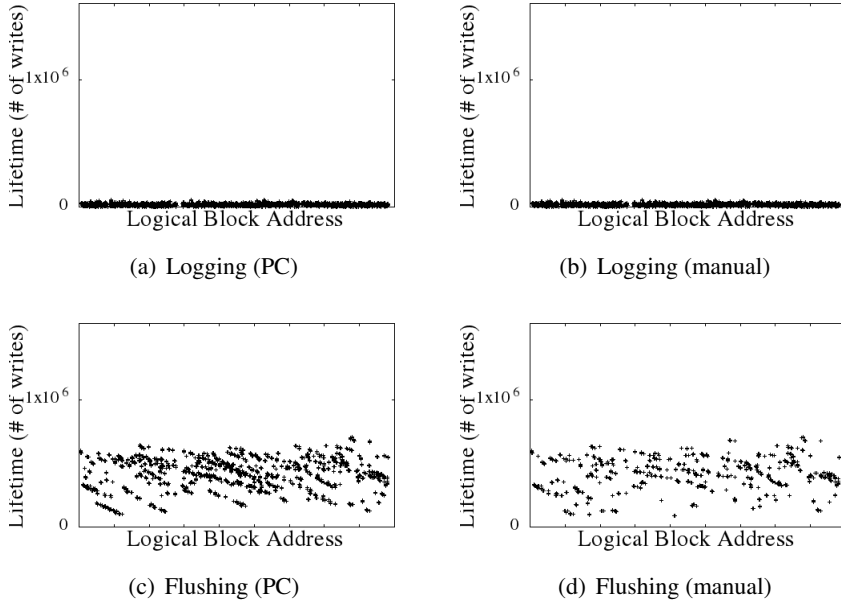 Lifetime (# of writes)
1x10^6
0
Logical Block Address
(a) Logging (PC)
Lifetime (# of writes)
1x10^6
0
Logical Block Address
(b) Logging (manual)
Lifetime (# of writes)
1x10^6
0
Logical Block Address
(c) Flushing (PC)
Lifetime (# of writes)
1x10^6
0
Logical Block Address
(d) Flushing (manual)